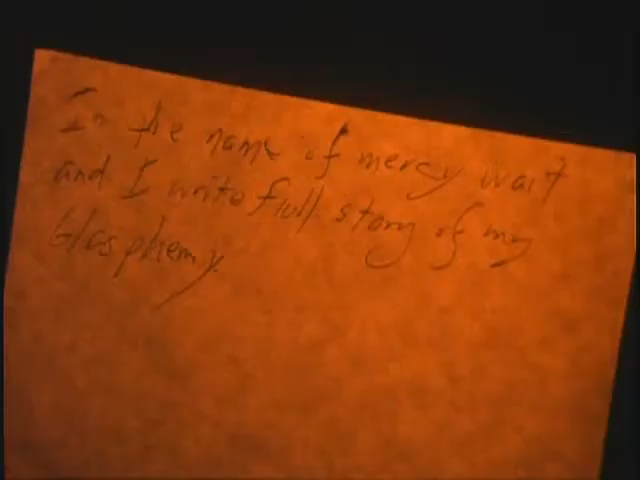 In the name of mercy wait
and I write full story of my
blasphemy.